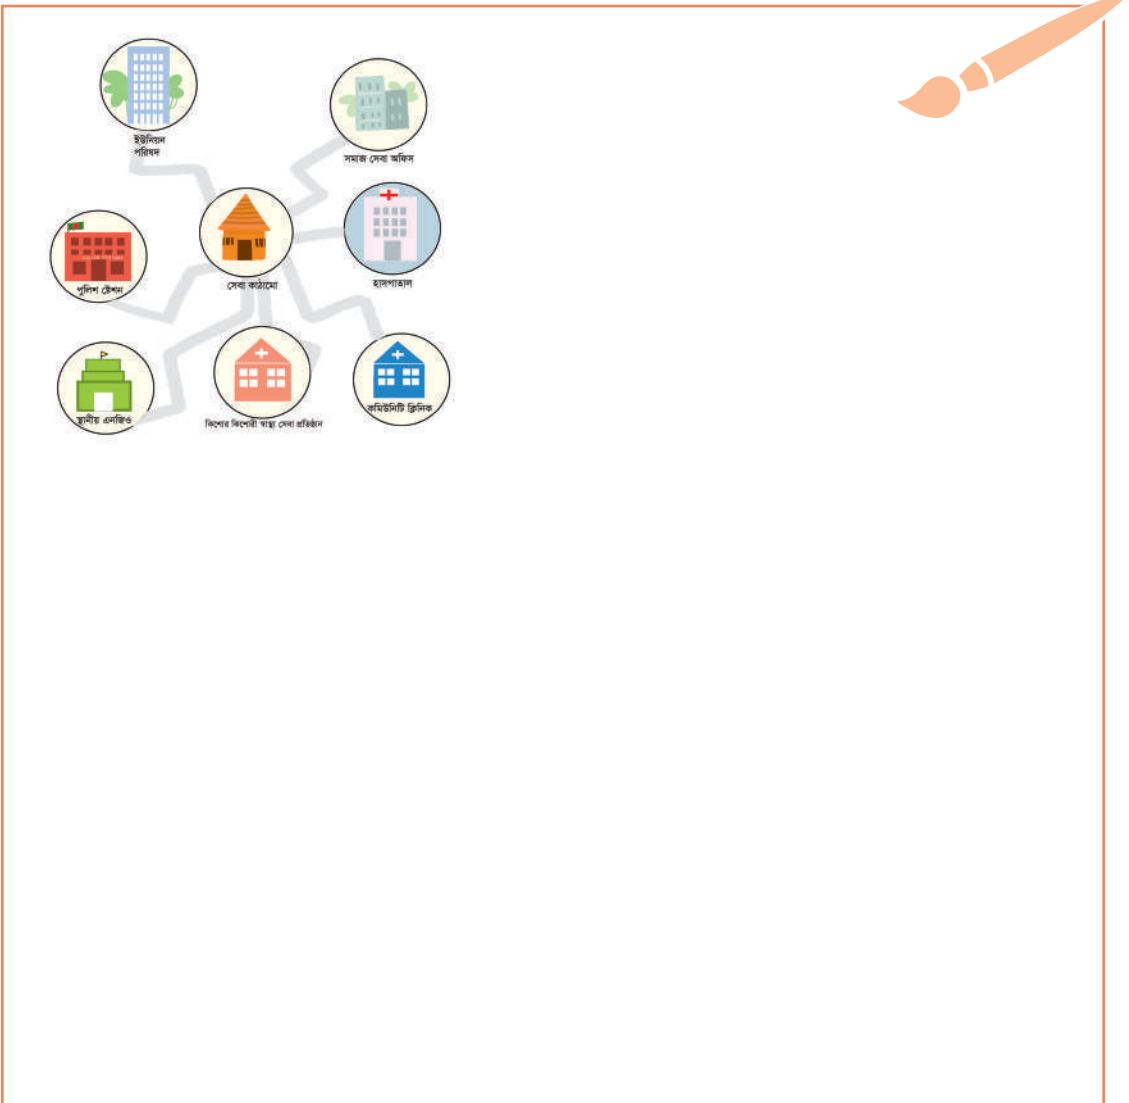 ইউনিয়ন
পরিষদ
সমাজ সেবা অফিস
পুলিশ ষ্টেশন
সেবা কাঠামো
হাসপাতাল
স্থানীয় এনজিও
কিশোর কিশোরী স্বাস্থ্য সেবা প্রতিষ্ঠান
কমিউনিটি ক্লিনিক